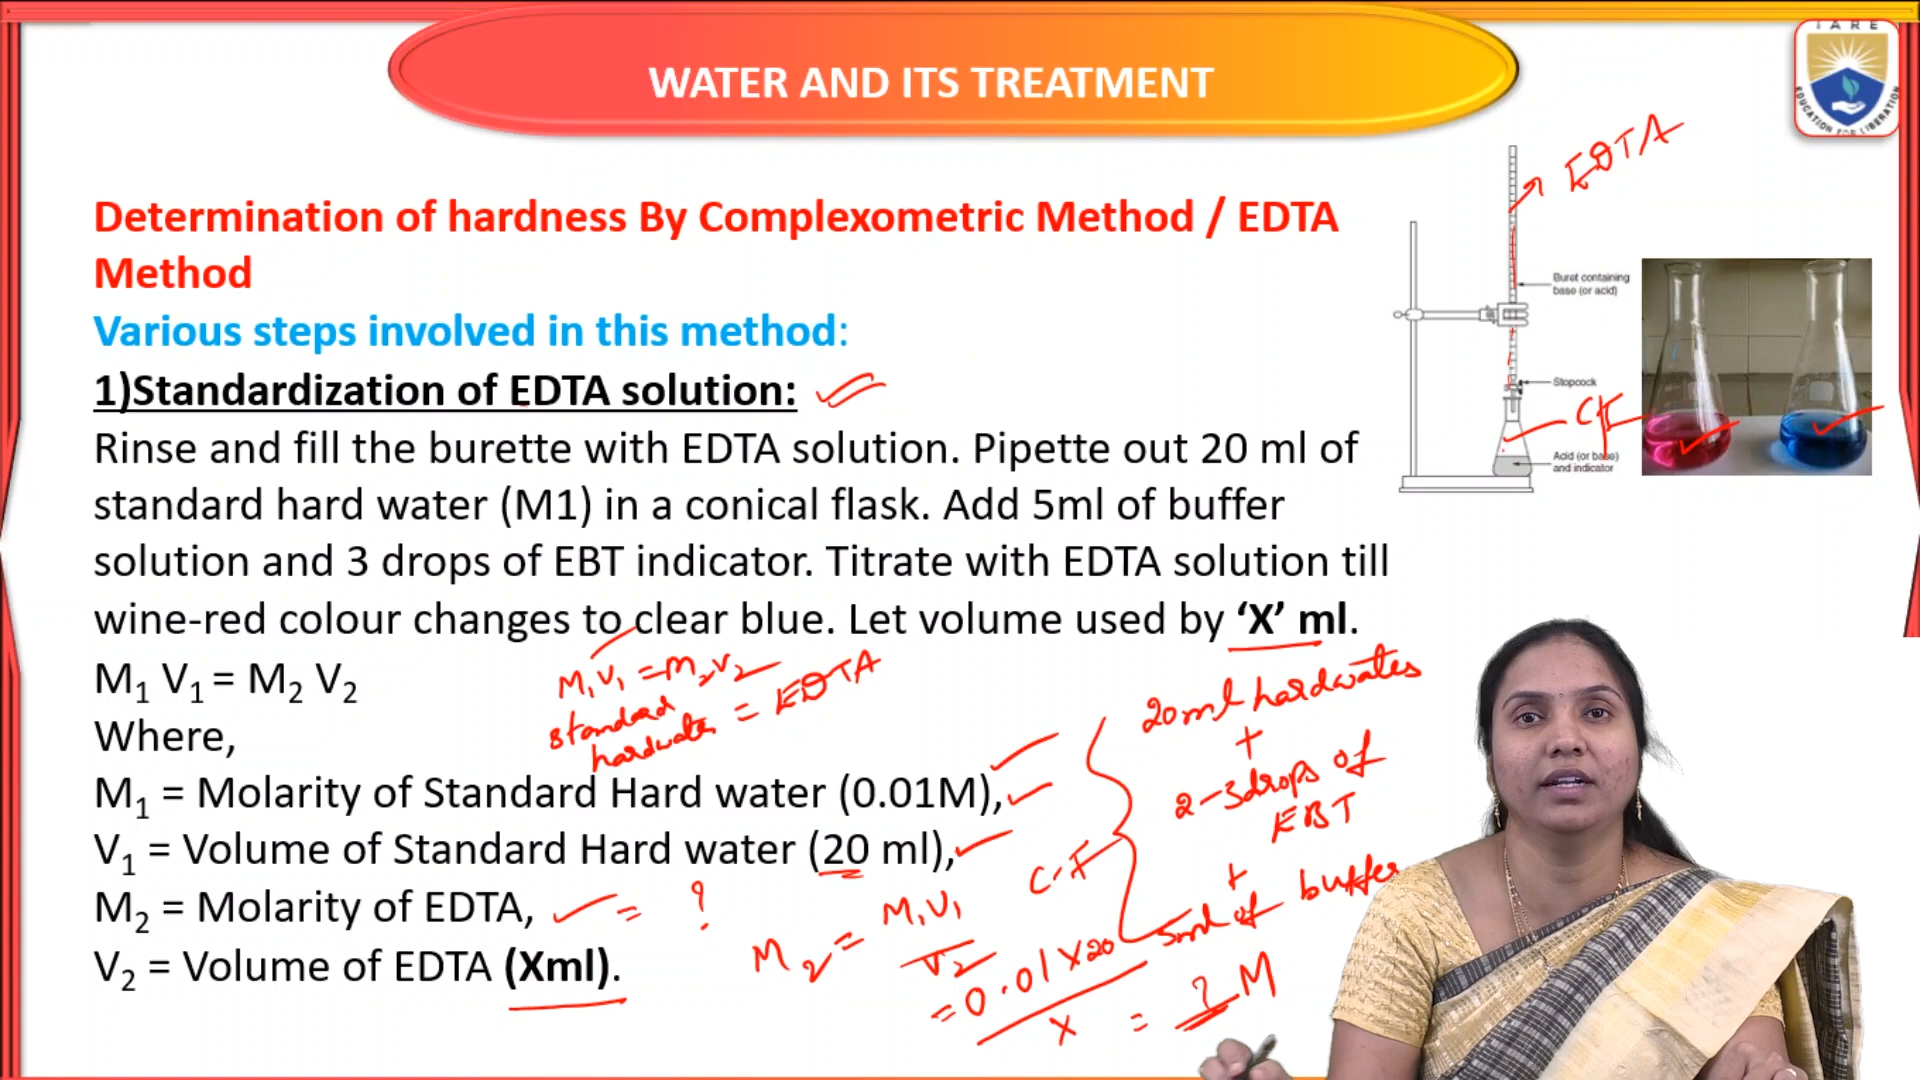 IARE
EDUCATION FOR LIBERATION
WATER AND ITS TREATMENT
Determination of hardness By Complexometric Method / EDTA
Method
Various steps involved in this method:
1)Standardization of EDTA solution:
Rinse and fill the burette with EDTA solution. Pipette out 20 ml of
standard hard water (M1) in a conical flask. Add 5ml of buffer
solution and 3 drops of EBT indicator. Titrate with EDTA solution till
wine-red colour changes to clear blue. Let volume used by ‘X’ ml.
M₁ V₁ = M₂ V₂
Where,
M₁ = Molarity of Standard Hard water (0.01M),
V₁ = Volume of Standard Hard water (20 ml),
M₂ = Molarity of EDTA,
= ?
V₂ = Volume of EDTA (Xml).
EDTA
Buret containing
base (or acid)
Stopcock
C.F
Acid (or base)
and indicator
M₁V₁ = M₂V₂
standard
hardwater = EDTA
20ml hardwater
+
2-3drops of
EBT
+
5ml of buffer
C.F
M₂ = M₁V₁
V₂
= 0.01 X 20
X
= ? M